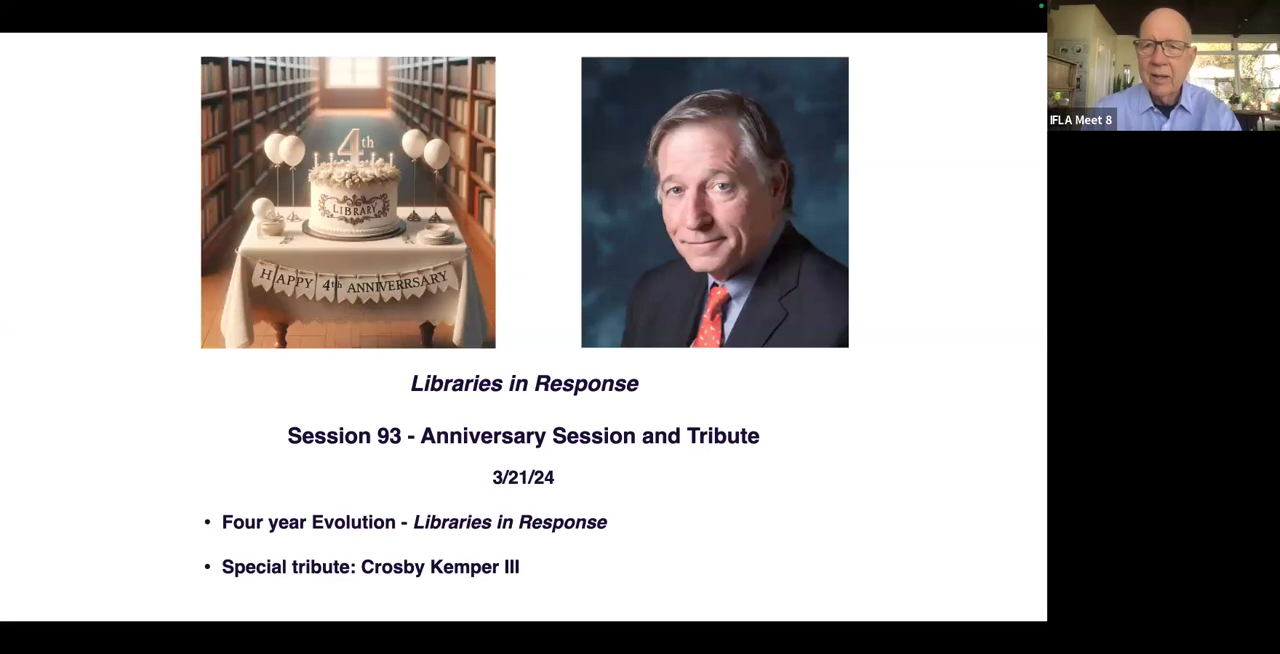 4th
LIBRARY
HAPPY 4th ANNIVERRSARY
IFLA Meet 8
Libraries in Response
Session 93 - Anniversary Session and Tribute
3/21/24
• Four year Evolution - Libraries in Response
• Special tribute: Crosby Kemper III